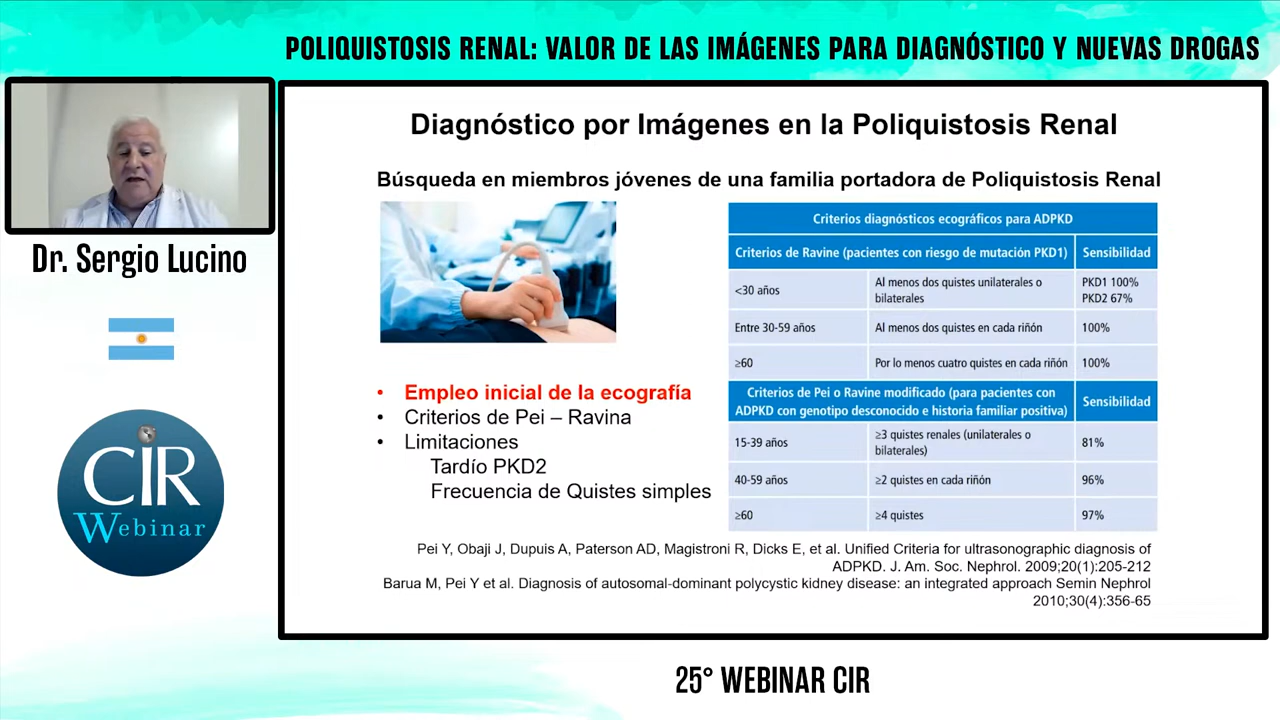 POLIQUISTOSIS RENAL: VALOR DE LAS IMÁGENES PARA DIAGNÓSTICO Y NUEVAS DROGAS
Dr. Sergio Lucino
CIR
Webinar
Diagnóstico por Imágenes en la Poliquistosis Renal
Búsqueda en miembros jóvenes de una familia portadora de Poliquistosis Renal
• Empleo inicial de la ecografía
• Criterios de Pei – Ravina
• Limitaciones
Tardío PKD2
Frecuencia de Quistes simples
Criterios diagnósticos ecográficos para ADPKD
Criterios de Ravine (pacientes con riesgo de mutación PKD1) Sensibilidad
<30 años Al menos dos quistes unilaterales o bilaterales PKD1 100% PKD2 67%
Entre 30-59 años Al menos dos quistes en cada riñón 100%
≥60 Por lo menos cuatro quistes en cada riñón 100%
Criterios de Pei o Ravine modificado (para pacientes con ADPKD con genotipo desconocido e historia familiar positiva) Sensibilidad
15-39 años ≥3 quistes renales (unilaterales o bilaterales) 81%
40-59 años ≥2 quistes en cada riñón 96%
≥60 ≥4 quistes 97%
Pei Y, Obaji J, Dupuis A, Paterson AD, Magistroni R, Dicks E, et al. Unified Criteria for ultrasonographic diagnosis of
ADPKD. J. Am. Soc. Nephrol. 2009;20(1):205-212
Barua M, Pei Y et al. Diagnosis of autosomal-dominant polycystic kidney disease: an integrated approach Semin Nephrol
2010;30(4):356-65
25° WEBINAR CIR